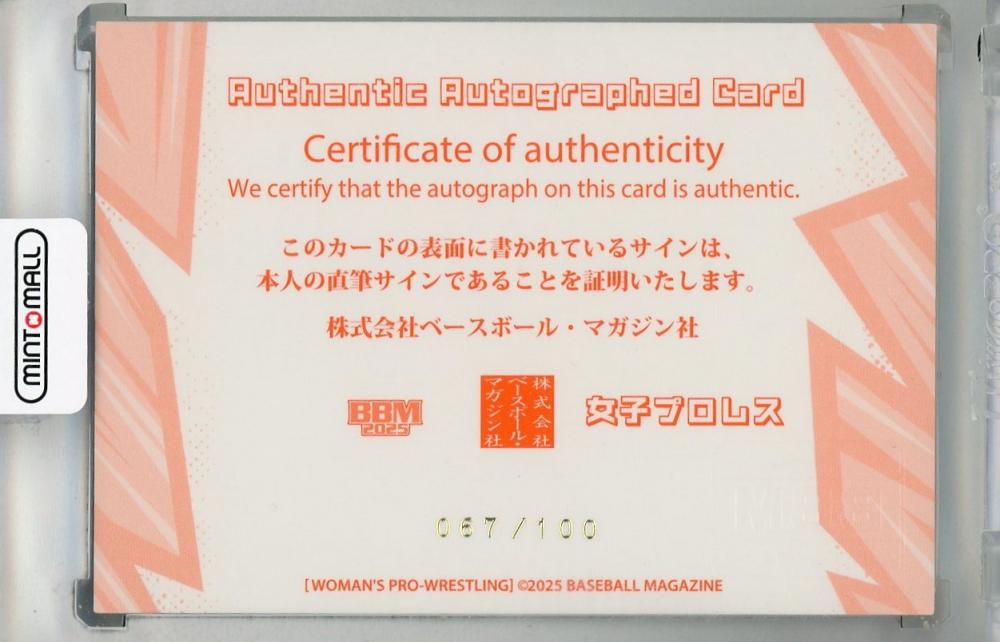 Authentic Autographed Card
Certificate of authenticity
We certify that the autograph on this card is authentic.
このカードの表面に書かれているサインは、
本人の直筆サインであることを証明いたします。
株式会社ベースボール・マガジン社
BBM
2025
株式会社
ベースボール・
マガジン社
女子プロレス
067/100
[WOMAN'S PRO-WRESTLING] ©2025 BASEBALL MAGAZINE
MINTOMALL